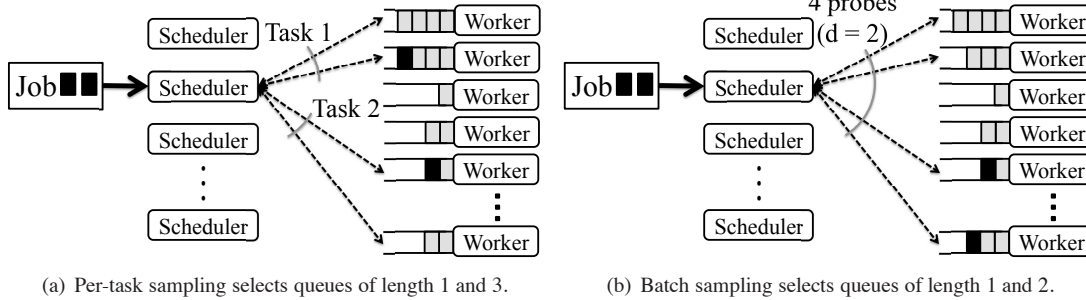 Scheduler
Task 1
Job
Scheduler
Task 2
Scheduler
Scheduler
Worker
Worker
Worker
Worker
Worker
Worker
(a) Per-task sampling selects queues of length 1 and 3.
4 probes
(d = 2)
Scheduler
Job
Scheduler
Scheduler
Scheduler
Worker
Worker
Worker
Worker
Worker
Worker
(b) Batch sampling selects queues of length 1 and 2.